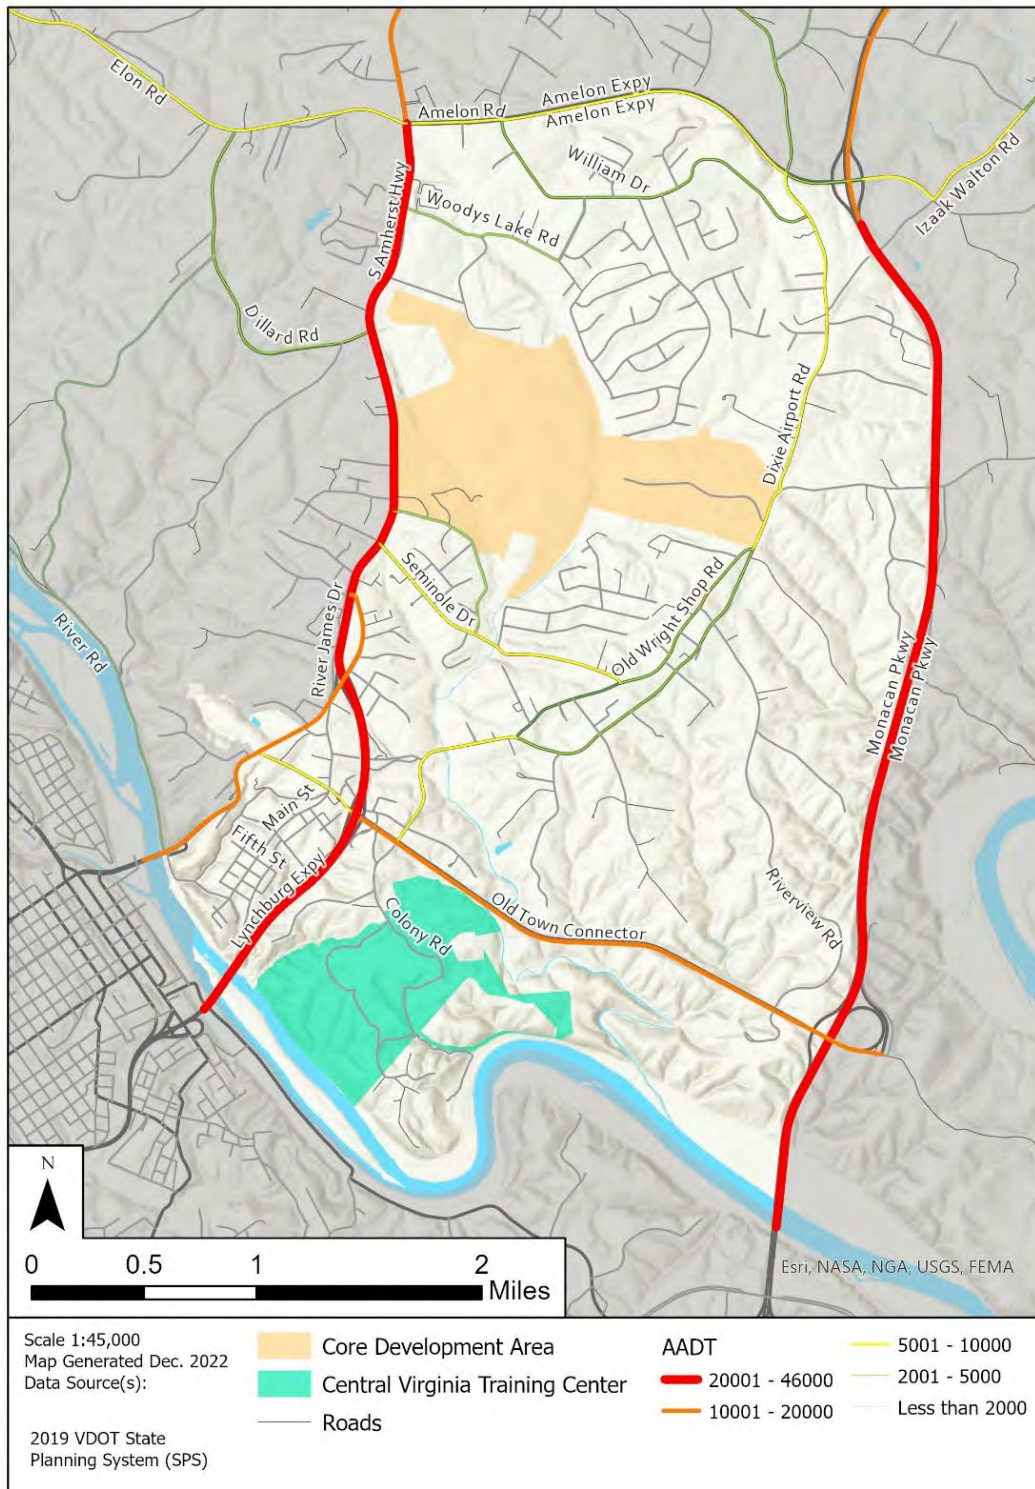 Elon Rd
Amelon Rd
Amelon Expy
Amelon Expy
William Dr
Izaak Walton Rd
S Amherst Hwy
Woodys Lake Rd
Dillard Rd
Dixie Airport Rd
Seminole Dr
Old Wright Shop Rd
River James Dr
River Rd
Monacan Pkwy
Monacan Pkwy
Main St
Fifth St
Lynchburg Expy
Colony Rd
Old Town Connector
Riverview Rd
N
0 0.5 1 2
Miles
Esri, NASA, NGA, USGS, FEMA
Scale 1:45,000
Map Generated Dec. 2022
Data Source(s):
2019 VDOT State
Planning System (SPS)
Core Development Area
Central Virginia Training Center
Roads
AADT
20001 - 46000
10001 - 20000
5001 - 10000
2001 - 5000
Less than 2000